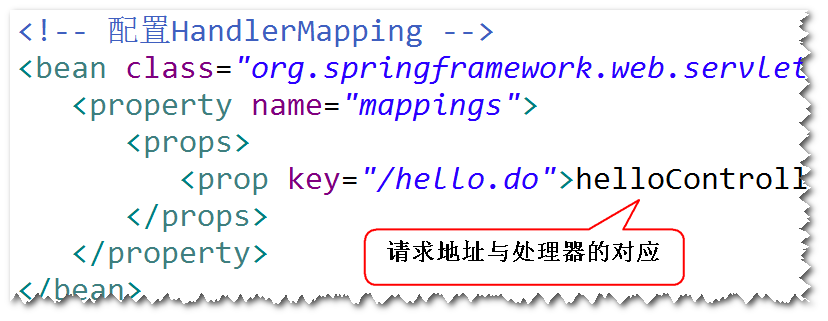 <!-- 配置HandlerMapping -->
<bean class="org.springframework.web.servlet
<property name="mappings">
<props>
<prop key="/hello.do">helloControll
</props>
请求地址与处理器的对应
</property>
</bean>